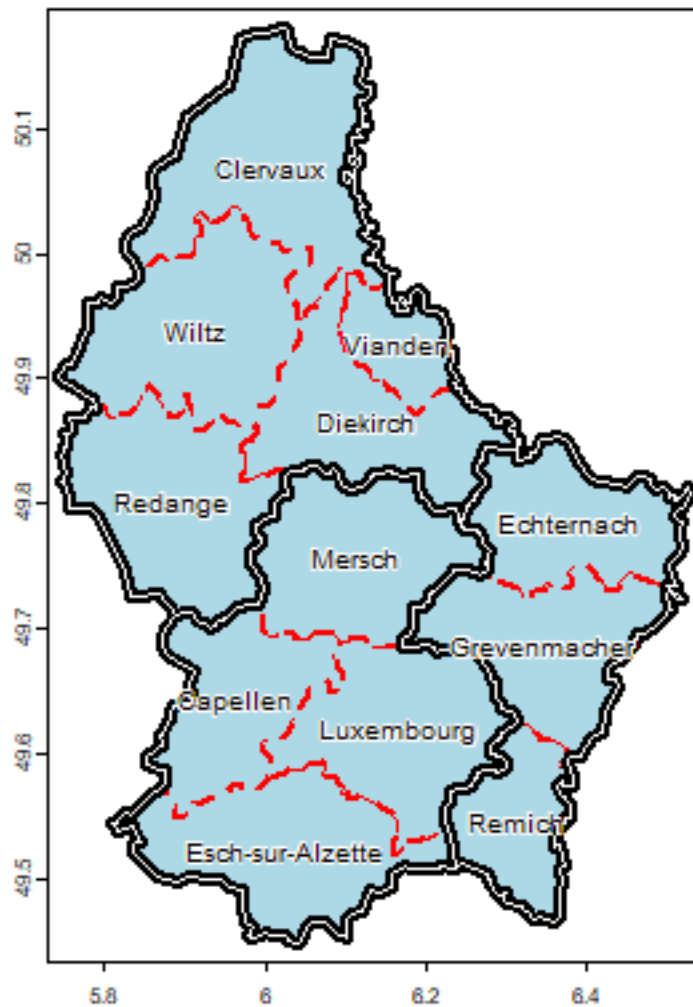 50.1
50
49.9
49.8
49.7
49.6
49.5
Clervaux
Wiltz
Vianden
Diekirch
Redange
Echternach
Mersch
Grevenmacher
Capellen
Luxembourg
Remich
Esch-sur-Alzette
5.8
6
6.2
6.4